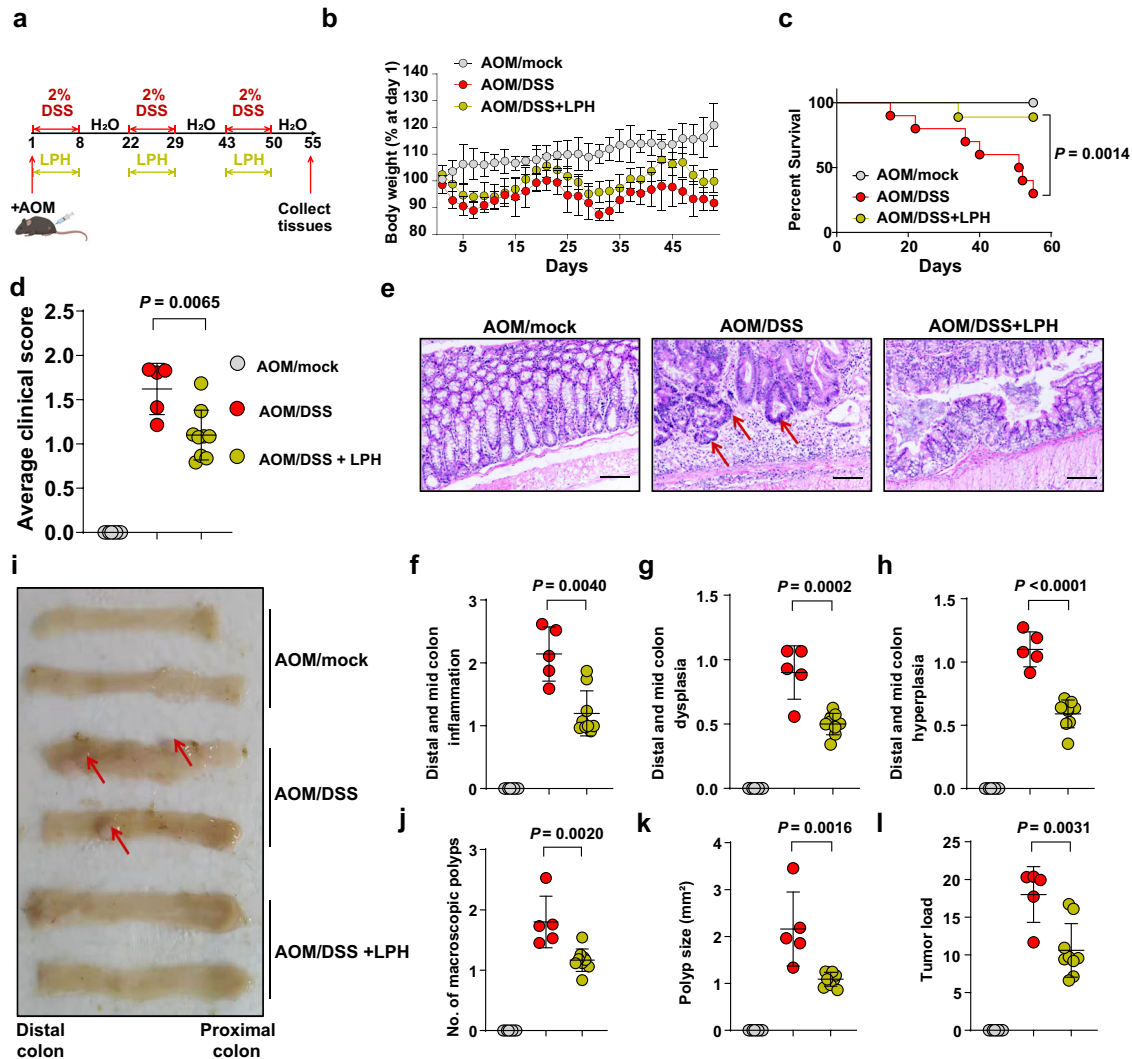 a
2% DSS 2% DSS 2% DSS
H₂O H₂O H₂O
1 8 22 29 43 50 55
LPH LPH LPH
+AOM
Collect tissues
b
AOM/mock
AOM/DSS
AOM/DSS+LPH
Body weight (% at day 1)
140
130
120
110
100
90
80
5 15 25 35 45
Days
c
Percent Survival
100
50
0
AOM/mock
AOM/DSS
AOM/DSS+LPH
P = 0.0014
0 20 40 60
Days
d
P = 0.0065
Average clinical score
2.5
2.0
1.5
1.0
0.5
0.0
AOM/mock
AOM/DSS
AOM/DSS + LPH
e
AOM/mock
AOM/DSS
AOM/DSS+LPH
f
P = 0.0040
Distal and mid colon
inflammation
3
2
1
0
g
P = 0.0002
Distal and mid colon
dysplasia
1.5
1.0
0.5
0.0
h
P <0.0001
Distal and mid colon
hyperplasia
1.5
1.0
0.5
0.0
i
AOM/mock
AOM/DSS
AOM/DSS +LPH
Distal
colon
Proximal
colon
j
P = 0.0020
No. of macroscopic polyps
3
2
1
0
k
P = 0.0016
Polyp size (mm²)
4
3
2
1
0
l
P = 0.0031
Tumor load
25
20
15
10
5
0